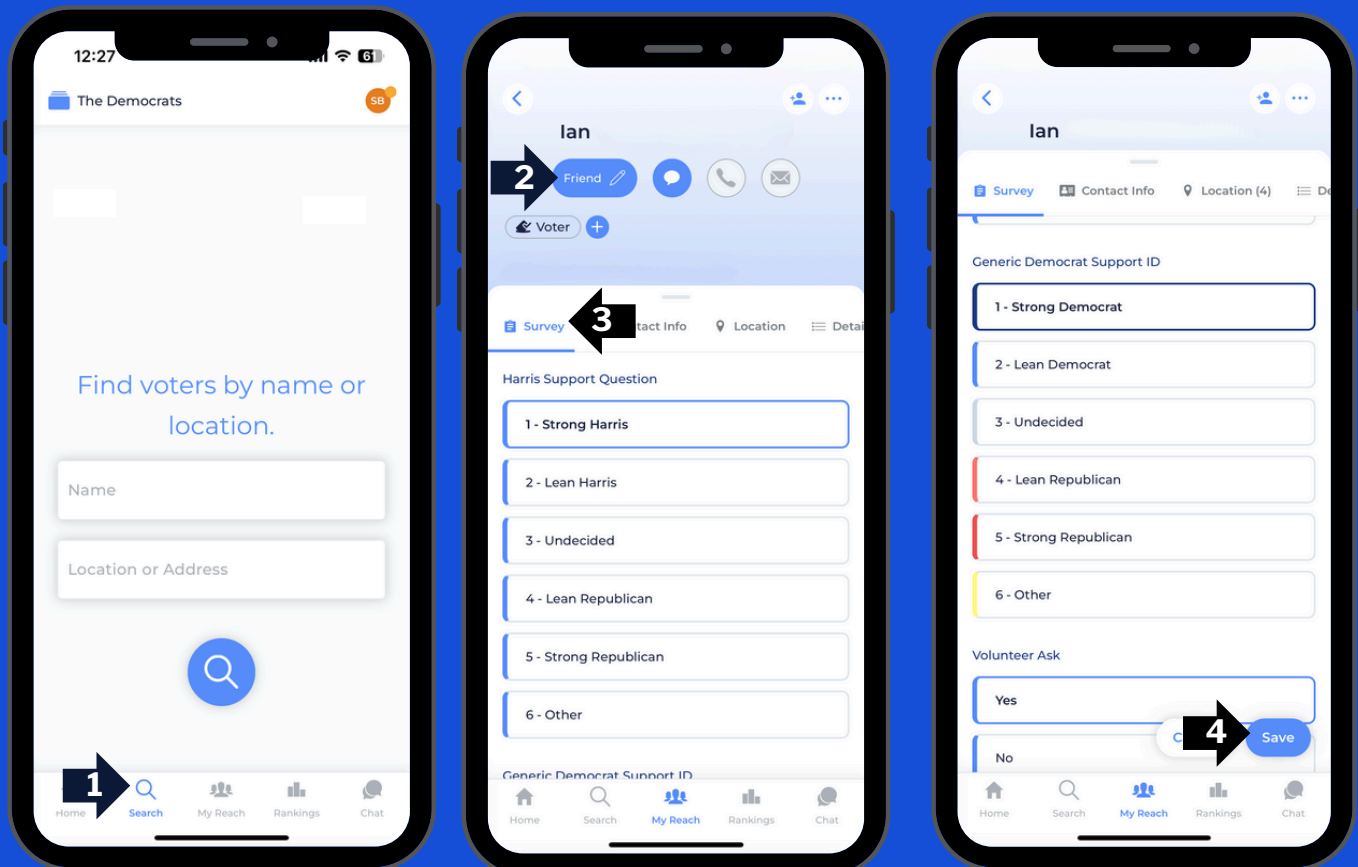 12:27
61
The Democrats
SB
Find voters by name or
location.
Name
Location or Address
1
Home
Search
My Reach
Rankings
Chat
Ian
2
Friend
Voter
Survey
3
tact Info
Location
Detai
Harris Support Question
1 - Strong Harris
2 - Lean Harris
3 - Undecided
4 - Lean Republican
5 - Strong Republican
6 - Other
Generic Democrat Support ID
Home
Search
My Reach
Rankings
Chat
Ian
Survey
Contact Info
Location (4)
De
Generic Democrat Support ID
1 - Strong Democrat
2 - Lean Democrat
3 - Undecided
4 - Lean Republican
5 - Strong Republican
6 - Other
Volunteer Ask
Yes
C
4
Save
No
Home
Search
My Reach
Rankings
Chat